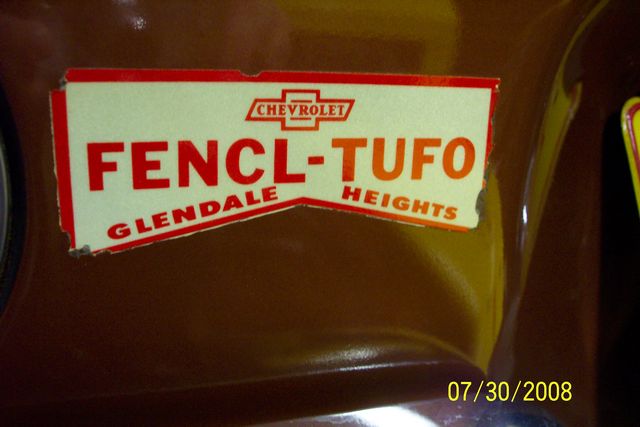 CHEVROLET
FENCL-TUFO
GLENDALE HEIGHTS
07/30/2008